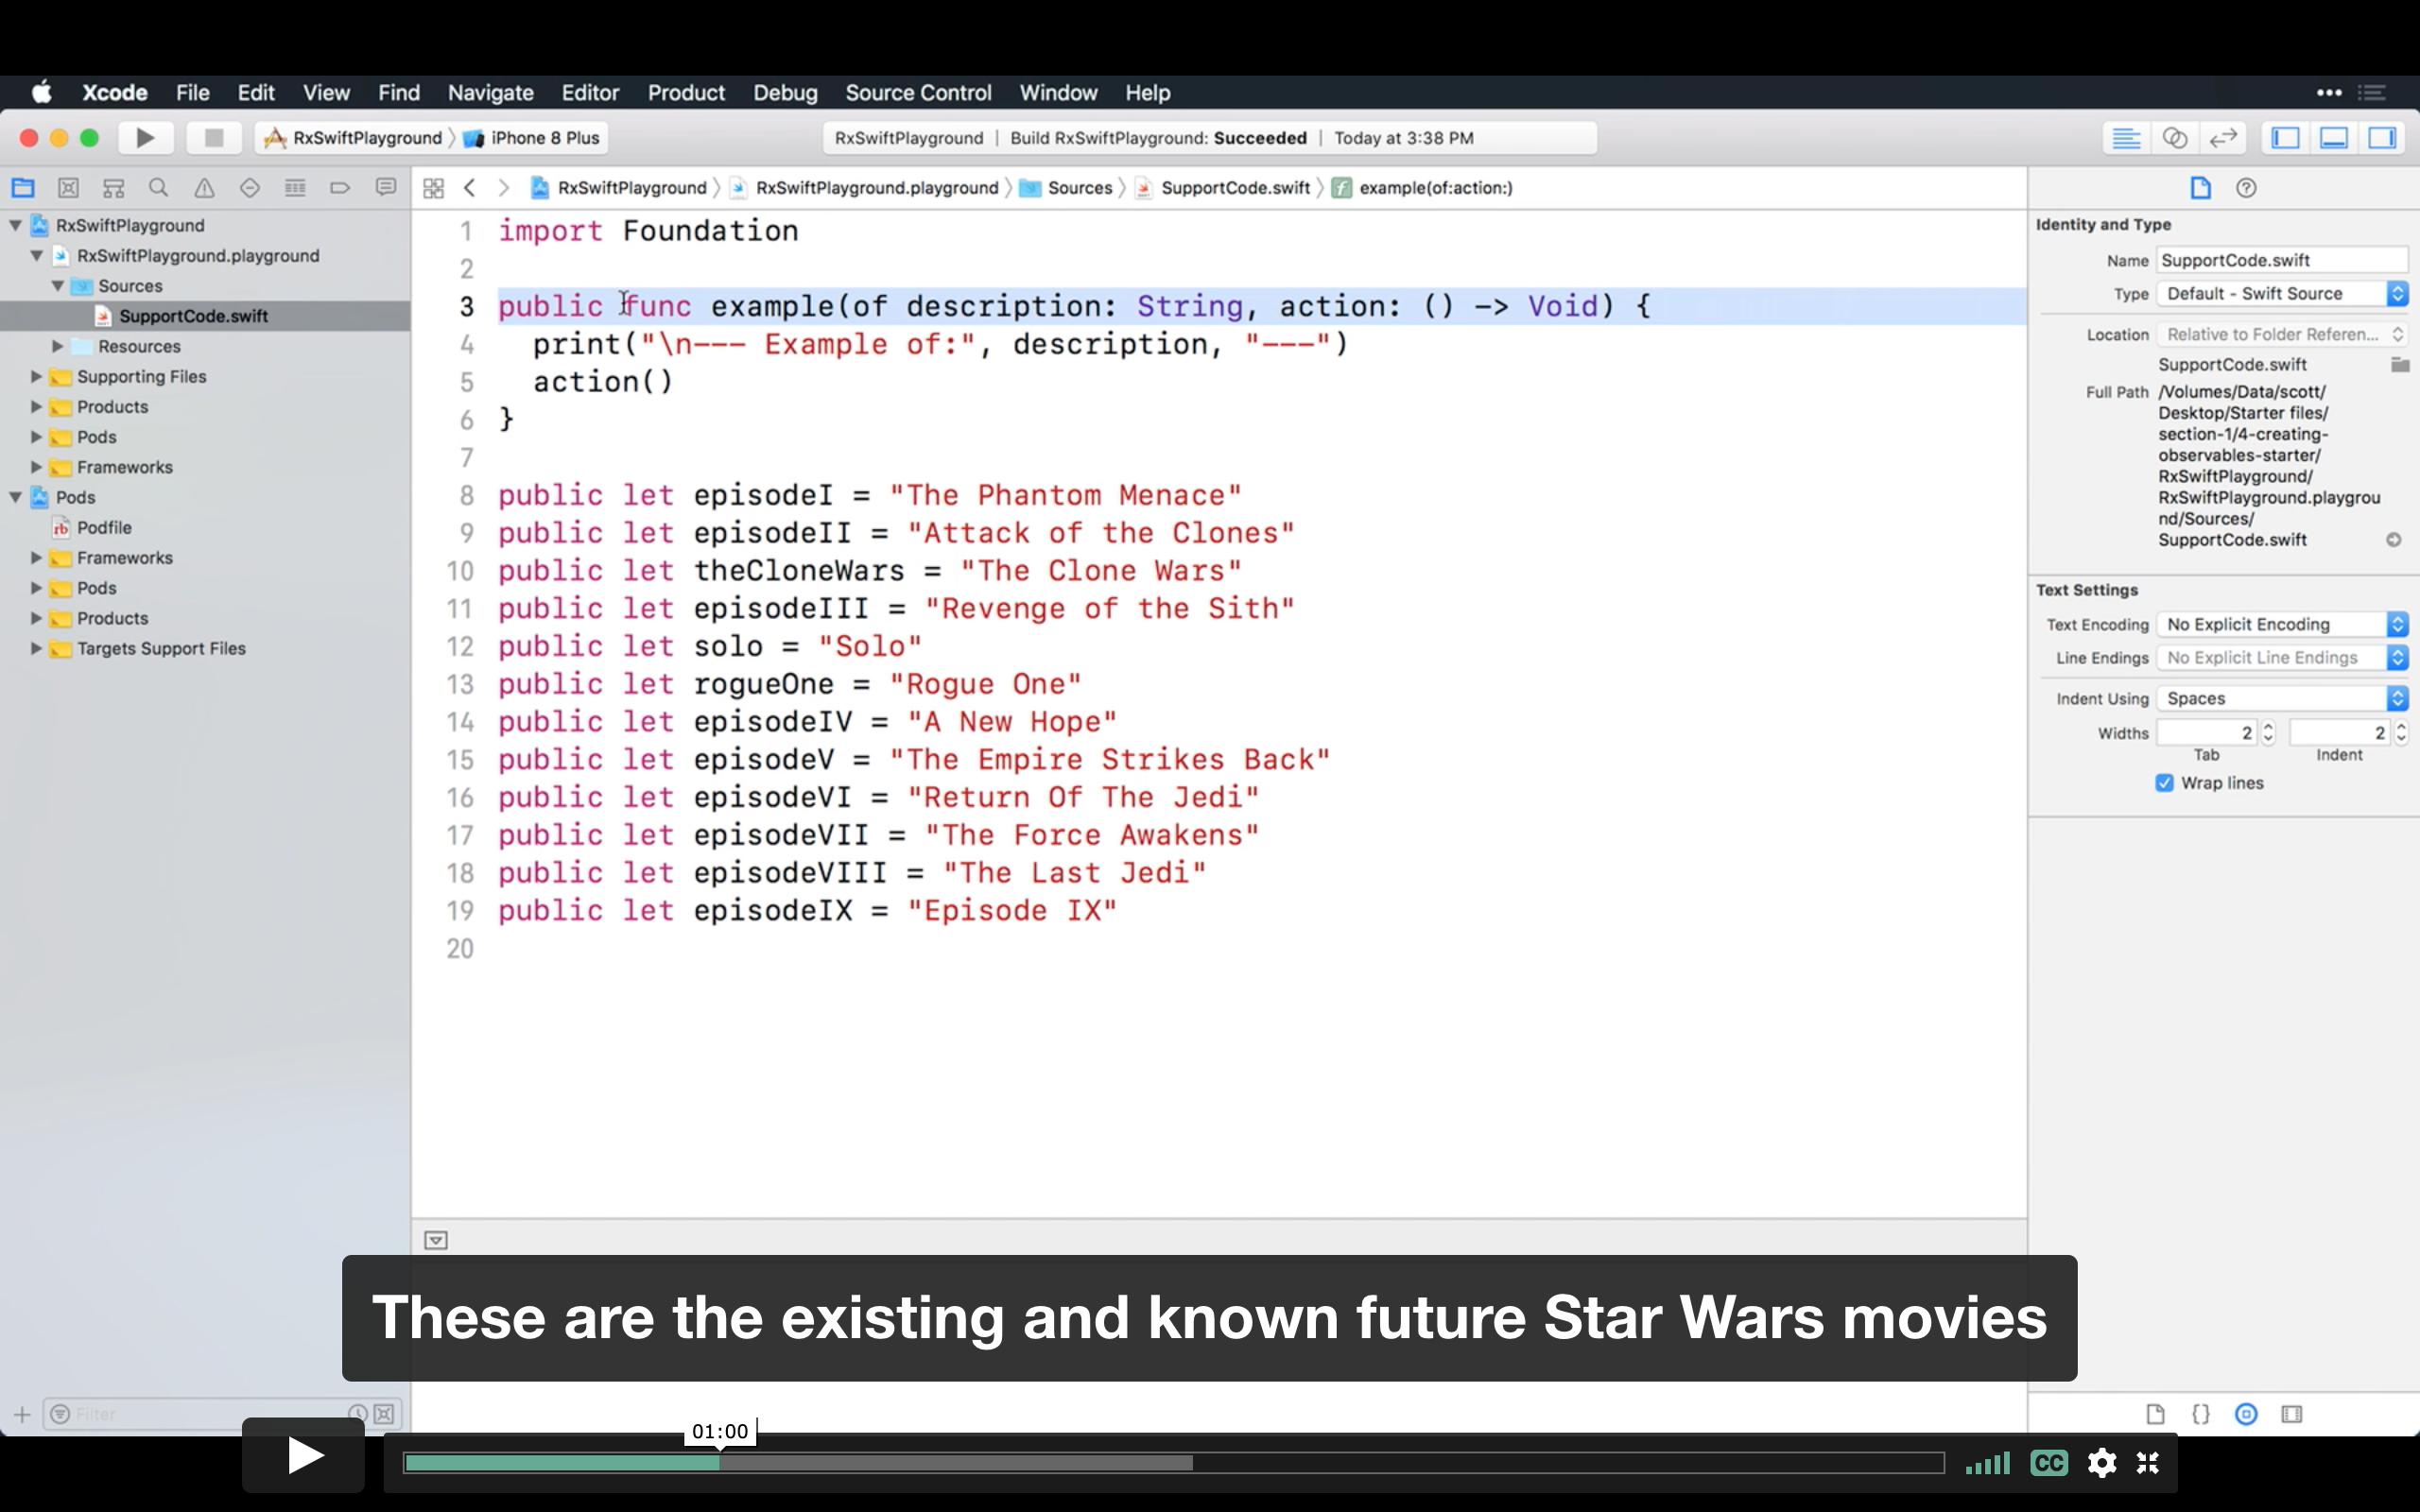 Xcode File Edit View Find Navigate Editor Product Debug Source Control Window Help
RxSwiftPlayground iPhone 8 Plus
RxSwiftPlayground | Build RxSwiftPlayground: Succeeded | Today at 3:38 PM
RxSwiftPlayground RxSwiftPlayground.playground Sources SupportCode.swift example(of:action:)
RxSwiftPlayground
RxSwiftPlayground.playground
Sources
SupportCode.swift
Resources
Supporting Files
Products
Pods
Frameworks
Pods
Podfile
Frameworks
Pods
Products
Targets Support Files
Filter
1 import Foundation
2
3 public func example(of description: String, action: () -> Void) {
4 print("\n--- Example of:", description, "---")
5 action()
6 }
7
8 public let episodeI = "The Phantom Menace"
9 public let episodeII = "Attack of the Clones"
10 public let theCloneWars = "The Clone Wars"
11 public let episodeIII = "Revenge of the Sith"
12 public let solo = "Solo"
13 public let rogueOne = "Rogue One"
14 public let episodeIV = "A New Hope"
15 public let episodeV = "The Empire Strikes Back"
16 public let episodeVI = "Return Of The Jedi"
17 public let episodeVII = "The Force Awakens"
18 public let episodeVIII = "The Last Jedi"
19 public let episodeIX = "Episode IX"
20
Identity and Type
Name SupportCode.swift
Type Default - Swift Source
Location Relative to Folder Referen...
SupportCode.swift
Full Path /Volumes/Data/scott/
Desktop/Starter files/
section-1/4-creating-
observables-starter/
RxSwiftPlayground/
RxSwiftPlayground.playgrou
nd/Sources/
SupportCode.swift
Text Settings
Text Encoding No Explicit Encoding
Line Endings No Explicit Line Endings
Indent Using Spaces
Widths 2 2
Tab Indent
Wrap lines
These are the existing and known future Star Wars movies
01:00
CC